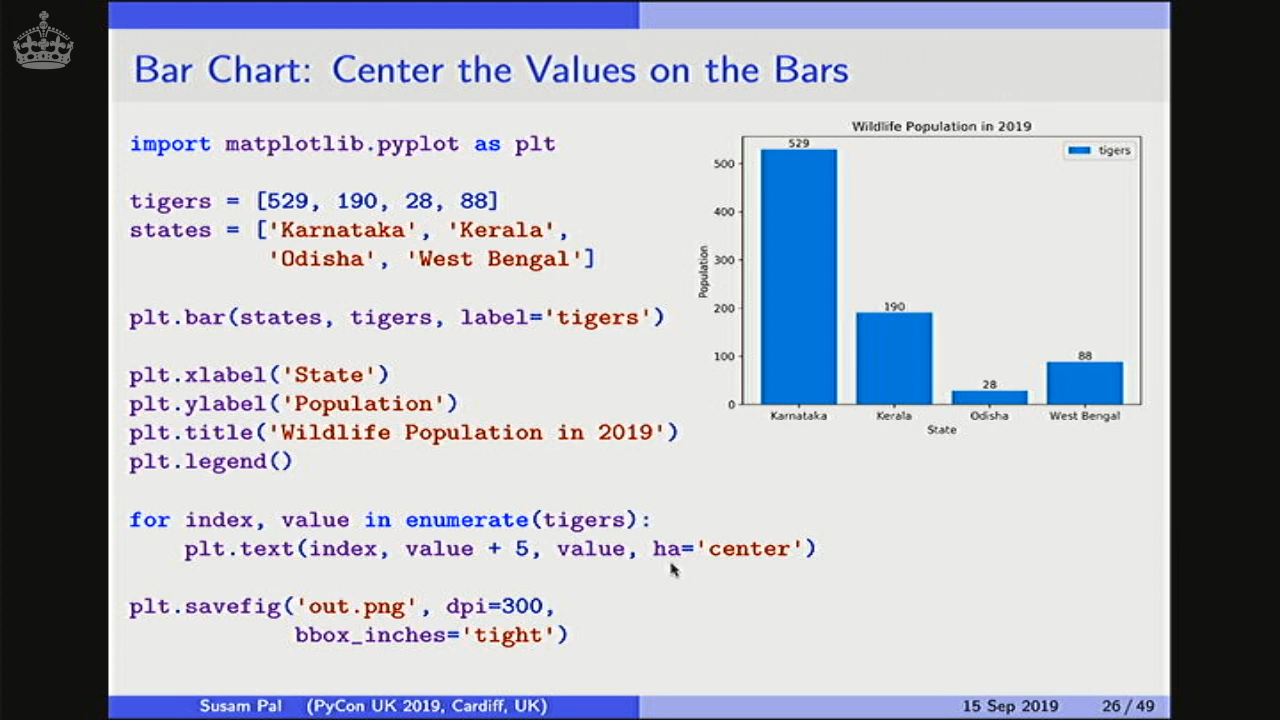 Bar Chart: Center the Values on the Bars
import matplotlib.pyplot as plt
tigers = [529, 190, 28, 88]
states = ['Karnataka', 'Kerala',
'Odisha', 'West Bengal']
plt.bar(states, tigers, label='tigers')
plt.xlabel('State')
plt.ylabel('Population')
plt.title('Wildlife Population in 2019')
plt.legend()
for index, value in enumerate(tigers):
plt.text(index, value + 5, value, ha='center')
plt.savefig('out.png', dpi=300,
bbox_inches='tight')
Wildlife Population in 2019
529
tigers
500
400
300
200
100
0
Population
190
28
88
Karnataka Kerala Odisha West Bengal
State
Susam Pal (PyCon UK 2019, Cardiff, UK) 15 Sep 2019 26 / 49